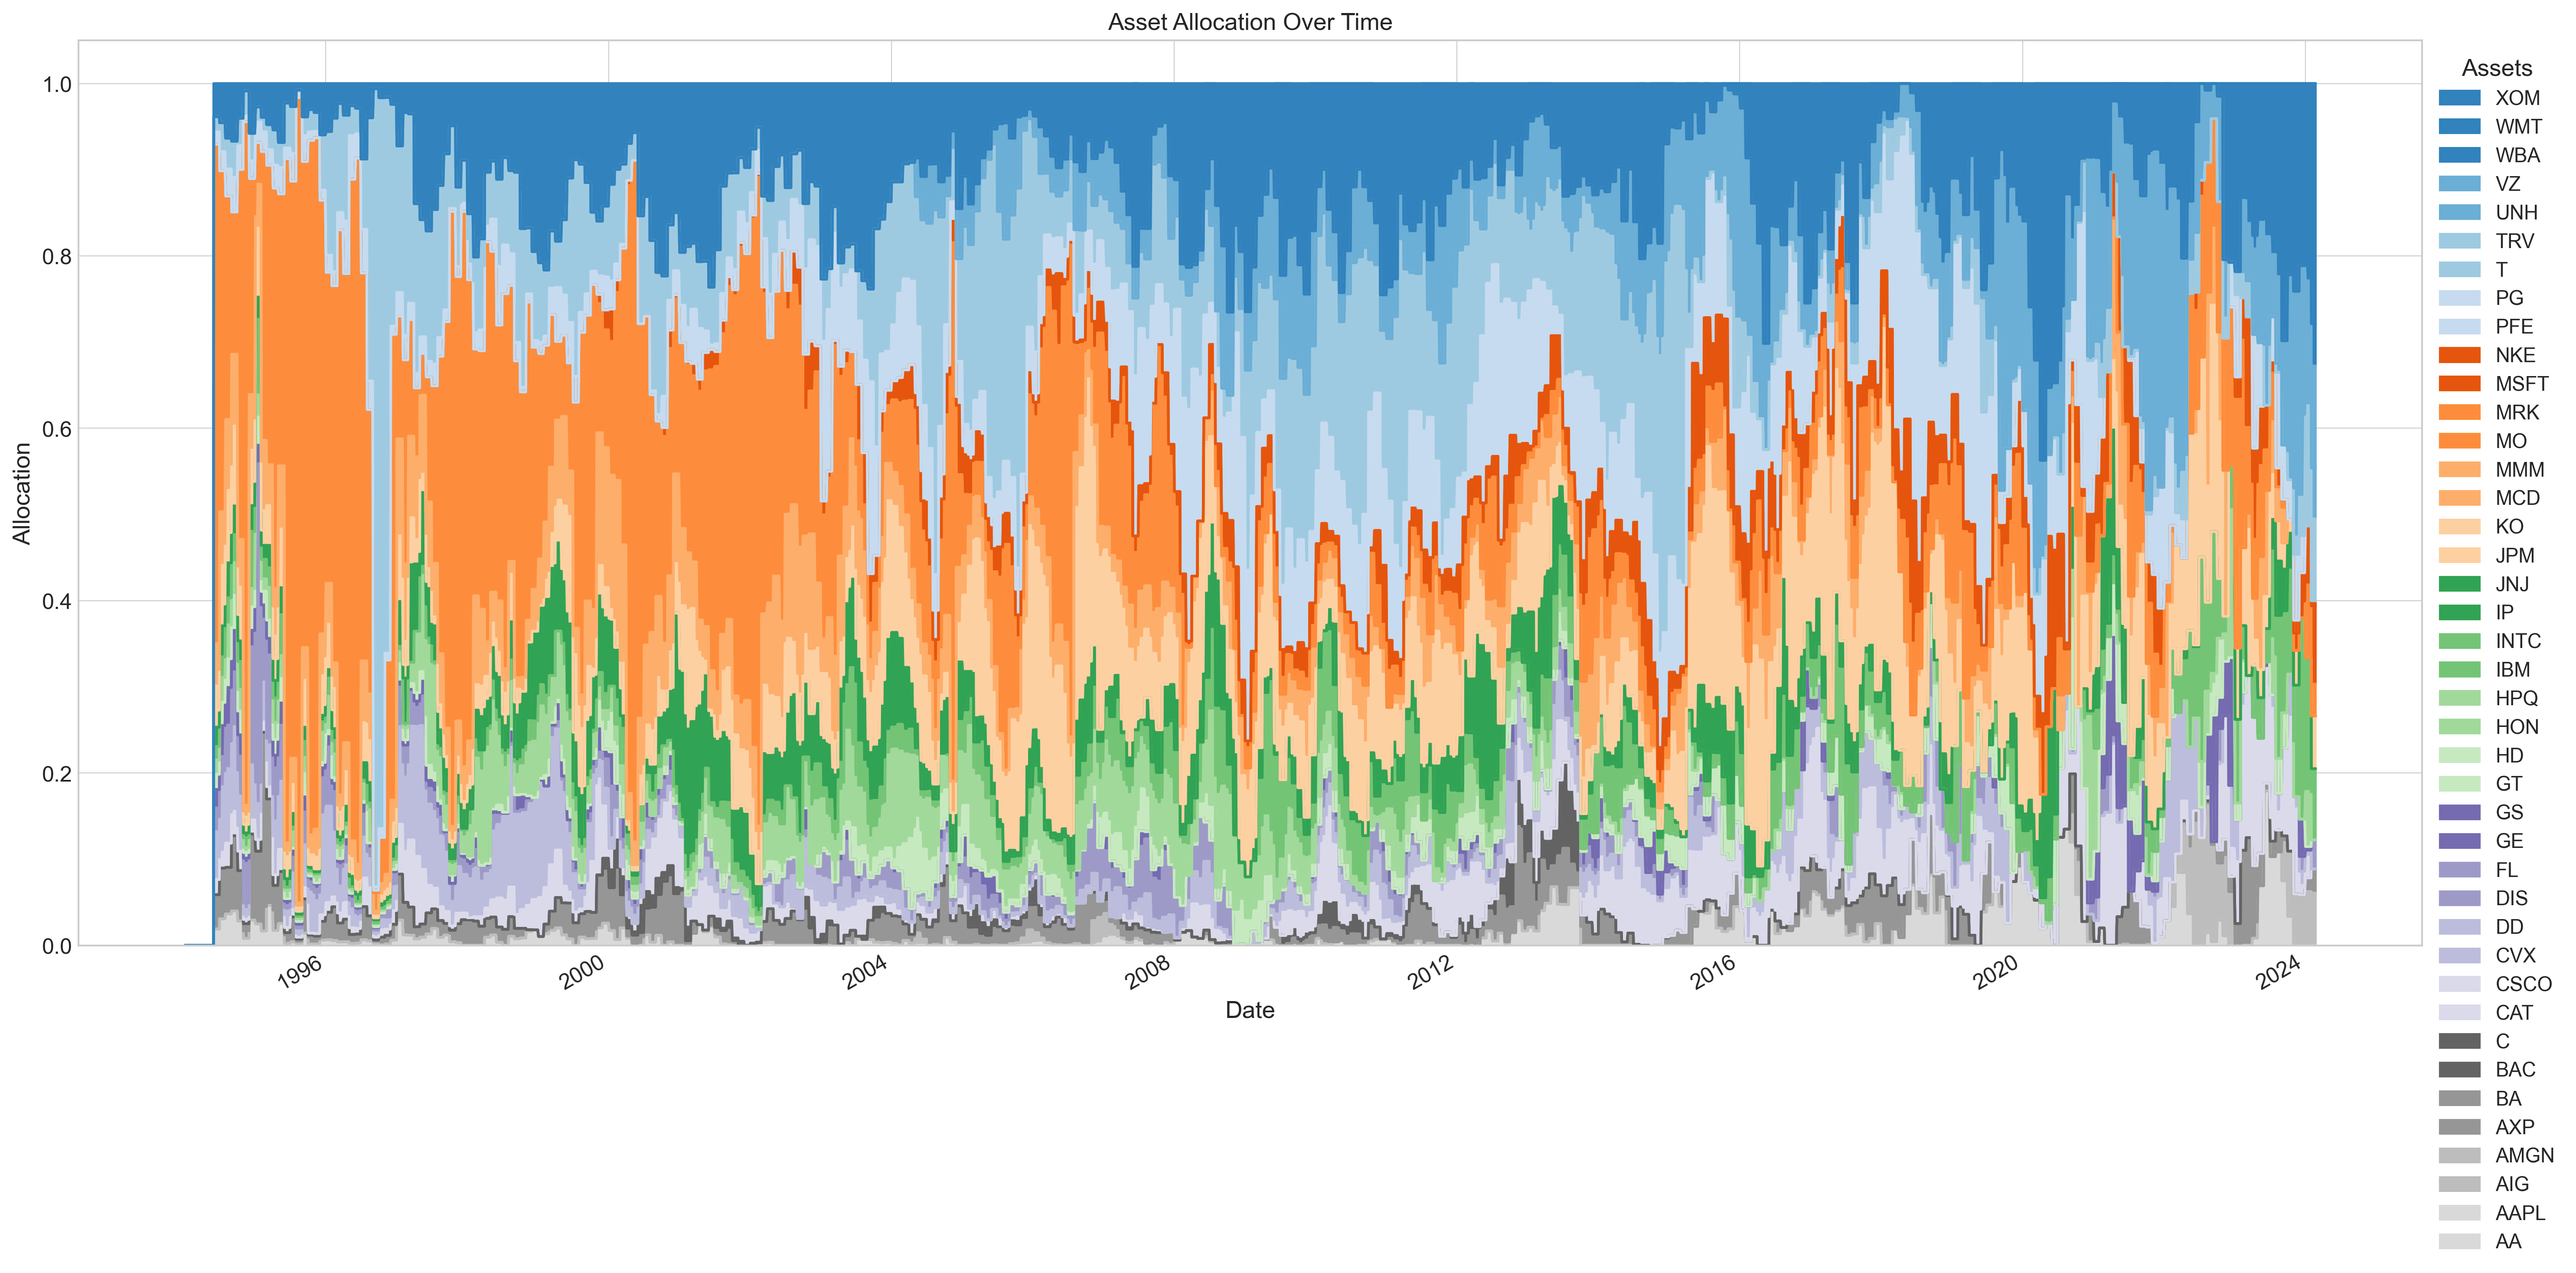 Asset Allocation Over Time
Allocation
1.0
0.8
0.6
0.4
0.2
0.0
1996
2000
2004
2008
2012
2016
2020
2024
Date
Assets
XOM
WMT
WBA
VZ
UNH
TRV
T
PG
PFE
NKE
MSFT
MRK
MO
MMM
MCD
KO
JPM
JNJ
IP
INTC
IBM
HPQ
HON
HD
GT
GS
GE
FL
DIS
DD
CVX
CSCO
CAT
C
BAC
BA
AXP
AMGN
AIG
AAPL
AA